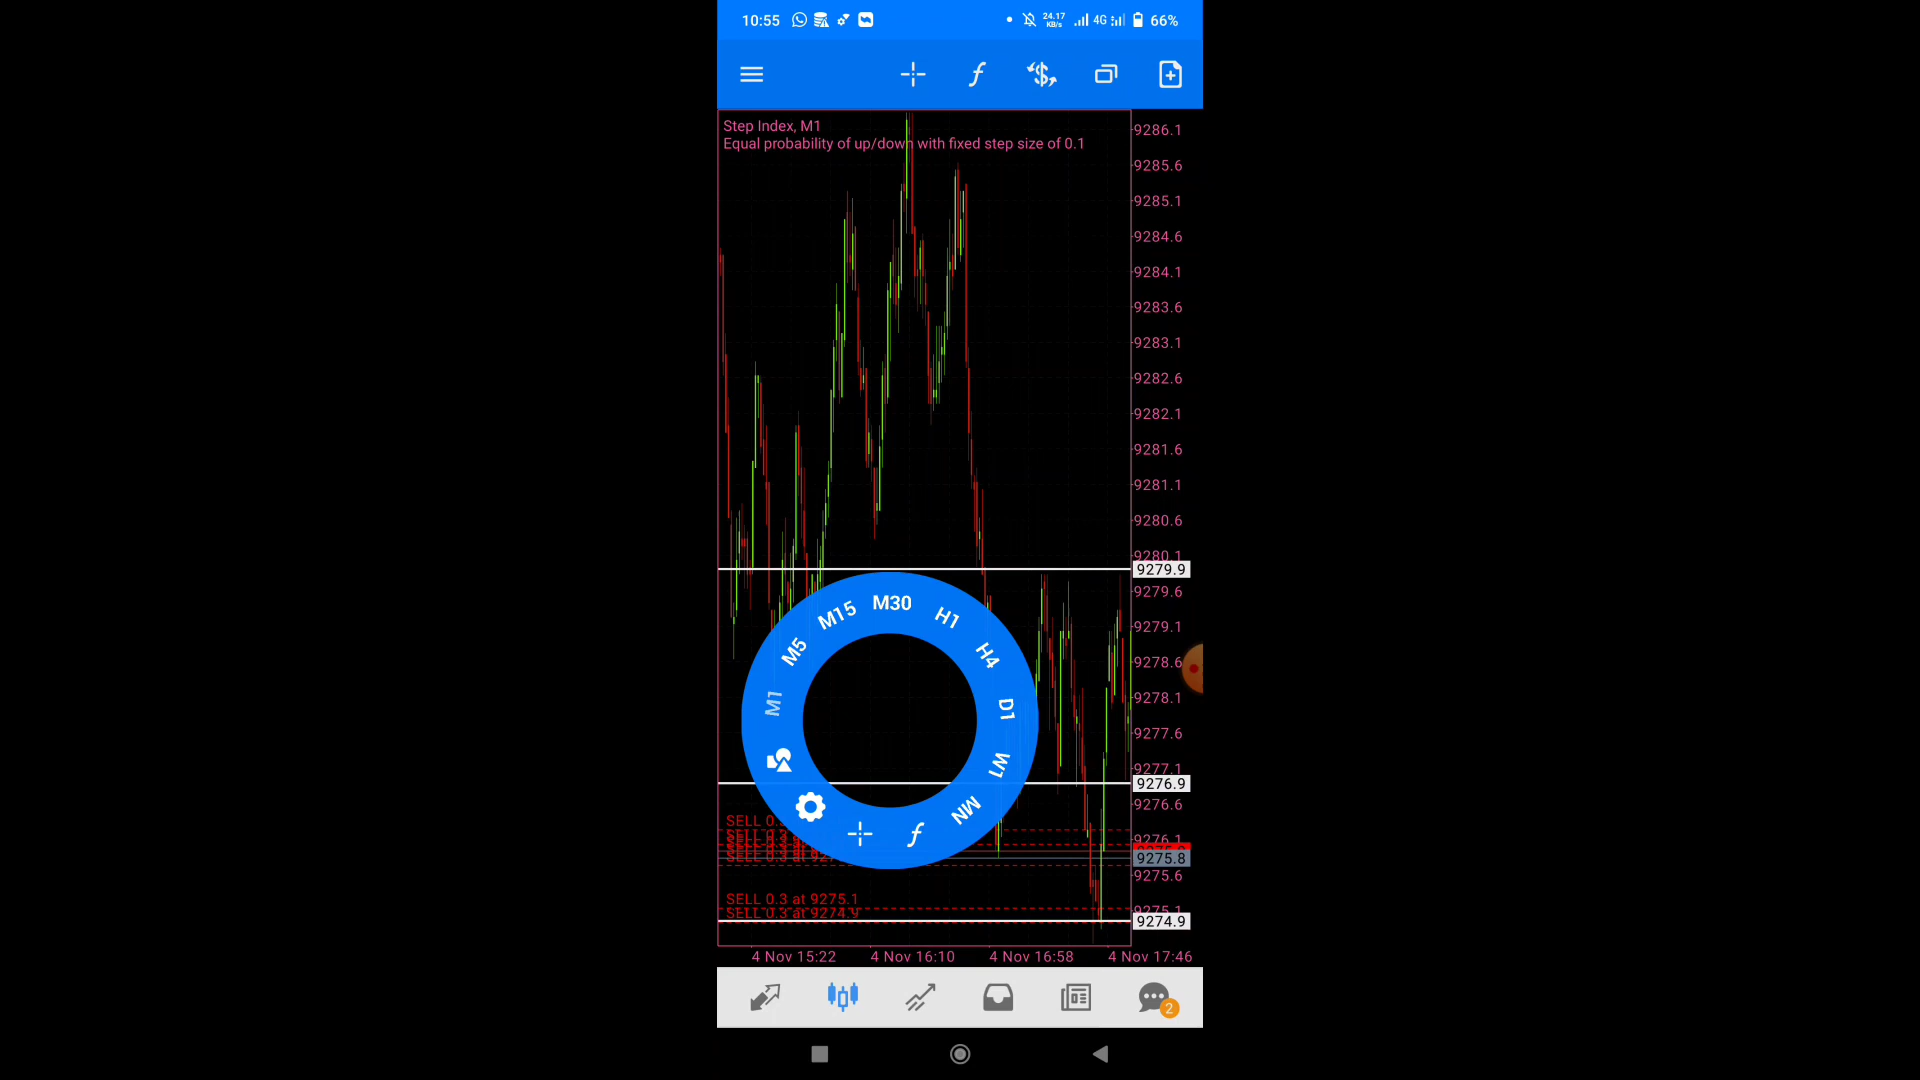 10:55 24.17 KB/s 4G 66%
Step Index, M1
Equal probability of up/down with fixed step size of 0.1
9286.1
9285.6
9285.1
9284.6
9284.1
9283.6
9283.1
9282.6
9282.1
9281.6
9281.1
9280.6
9280.1
9279.9
9279.6
9279.1
9278.6
9278.1
9277.6
9277.1
9276.9
9276.6
9276.1
9275.8
9275.6
9275.1
9274.9
M1
M5
M15
M30
H1
H4
D1
W1
MN
SELL 0.3 at 9275.1
SELL 0.3 at 9274.9
4 Nov 15:22 4 Nov 16:10 4 Nov 16:58 4 Nov 17:46
2